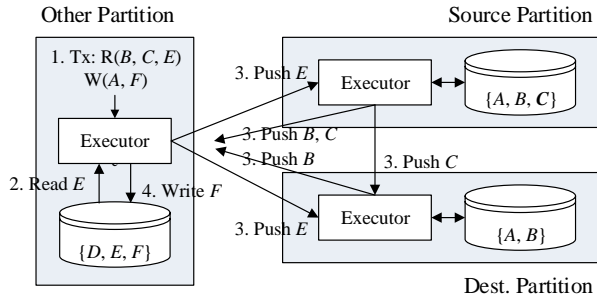 Other Partition
Source Partition
1. Tx: R(B, C, E)
W(A, F)
3. Push E
Executor
{A, B, C}
Executor
3. Push B, C
3. Push B
3. Push C
2. Read E
4. Write F
3. Push E
Executor
{D, E, F}
{A, B}
Dest. Partition